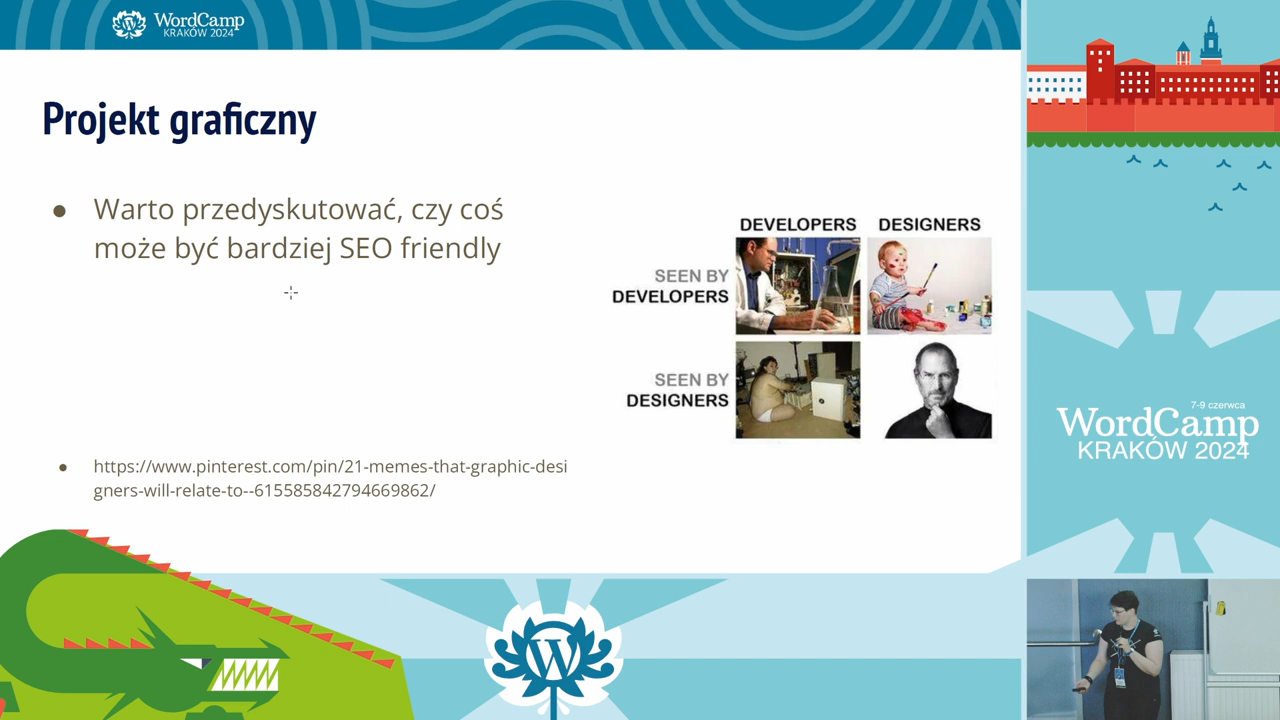 WordCamp
KRAKÓW 2024
Projekt graficzny
Warto przedyskutować, czy coś
może być bardziej SEO friendly
DEVELOPERS DESIGNERS
SEEN BY
DEVELOPERS
SEEN BY
DESIGNERS
https://www.pinterest.com/pin/21-memes-that-graphic-desi
gners-will-relate-to--615585842794669862/
7-9 czerwca
WordCamp
KRAKÓW 2024